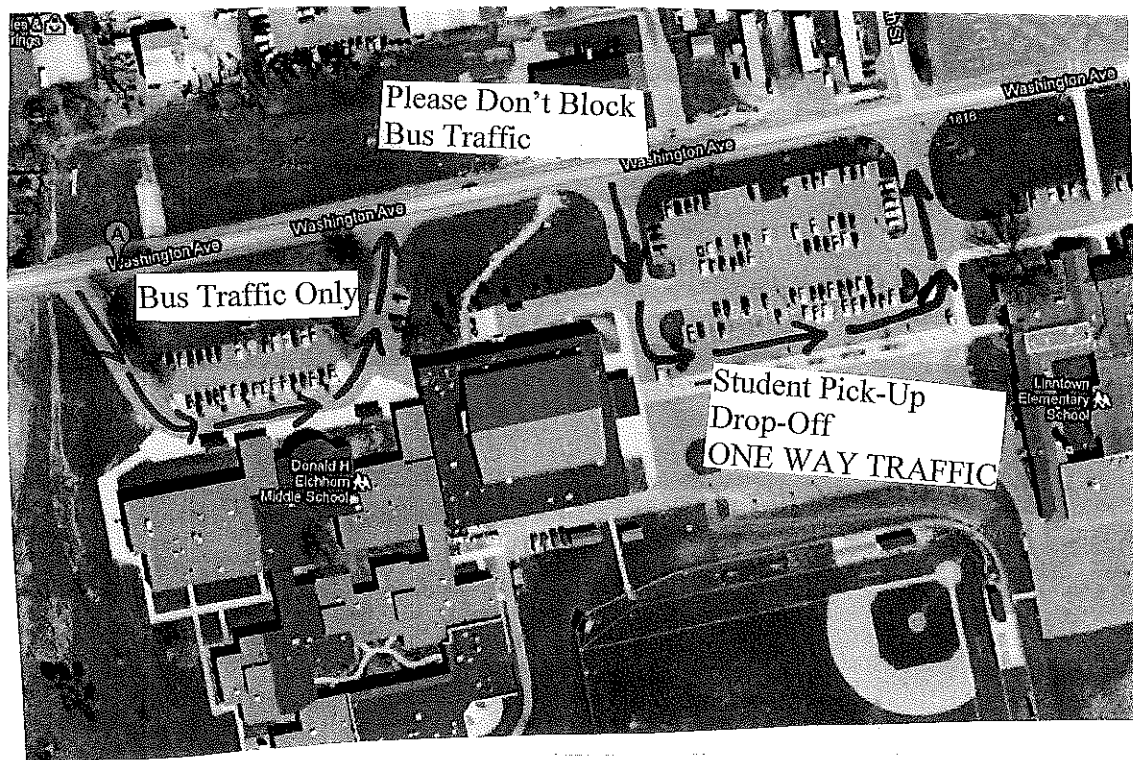 Please Don't Block
Bus Traffic
Washington Ave
1818
Washington Ave
Washington Ave
A
Washington Ave
Bus Traffic Only
Student Pick-Up
Drop-Off
ONE WAY TRAFFIC
Linntown
Elementary
School
Donald H
Eichhorn
Middle School